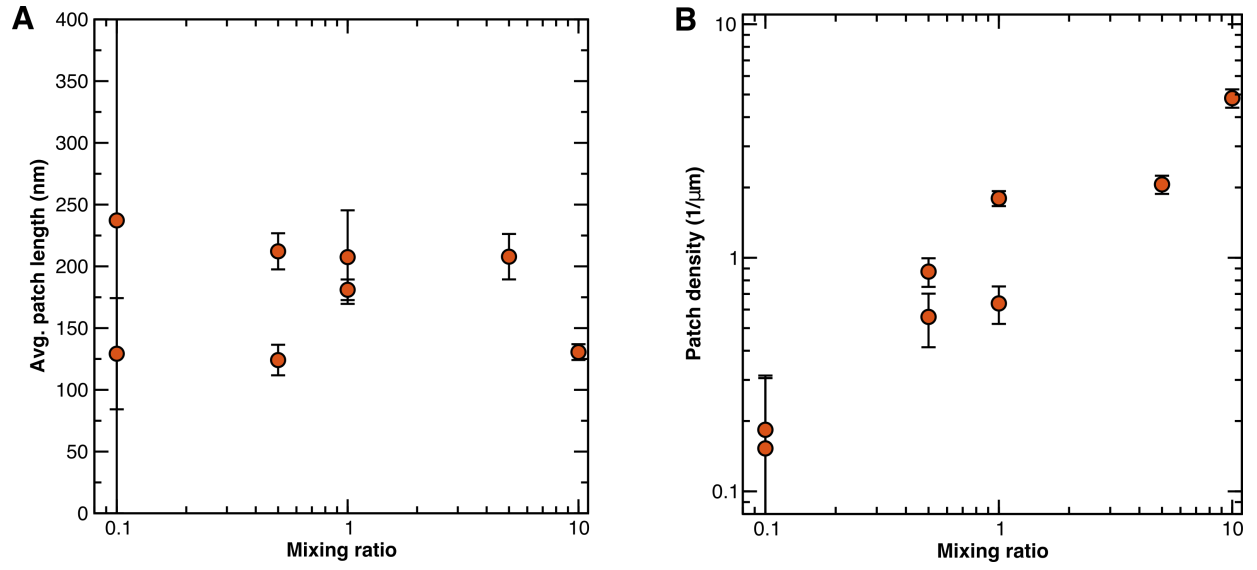 A
400
350
300
250
200
150
100
50
0
Avg. patch length (nm)
0.1 1 10
Mixing ratio
B
10
1
0.1
Patch density (1/μm)
0.1 1 10
Mixing ratio